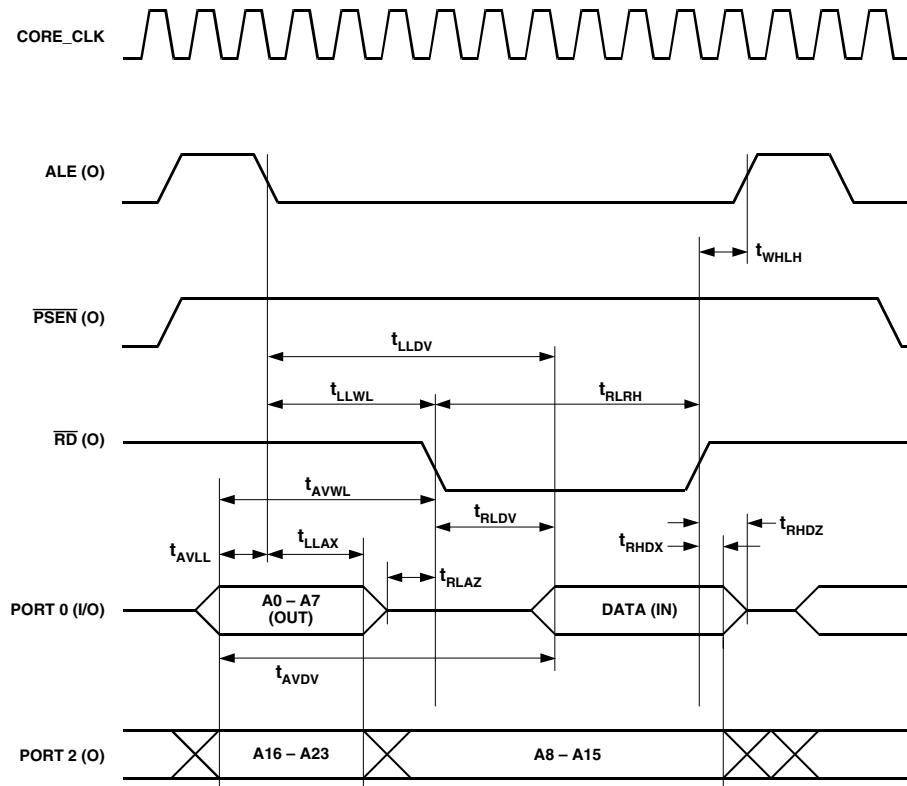 CORE_CLK
ALE (O)
tWHLH
PSEN (O)
tLLDV
tLLWL
tRLRH
RD (O)
tAVWL
tRLDV
tRHDZ
tAVLL
tLLAX
tRHDX
tRLAZ
PORT 0 (I/O)
A0 – A7
(OUT)
DATA (IN)
tAVDV
PORT 2 (O)
A16 – A23
A8 – A15